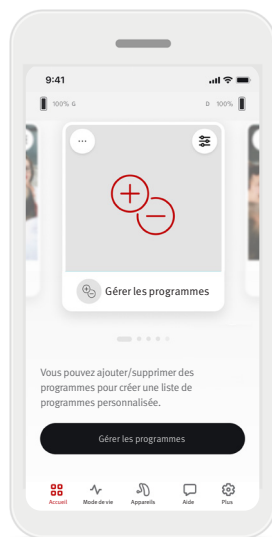 9:41
100% G
D 100%
Gérer les programmes
Vous pouvez ajouter/supprimer des
programmes pour créer une liste de
programmes personnalisée.
Gérer les programmes
Accueil Mode de vie Appareils Aide Plus